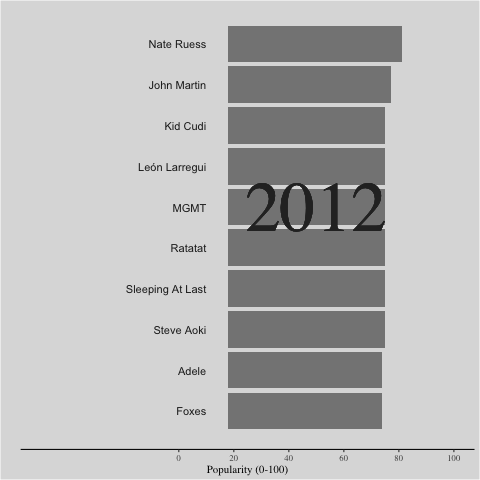 Nate Ruess
John Martin
Kid Cudi
León Larregui
MGMT
2012
Ratatat
Sleeping At Last
Steve Aoki
Adele
Foxes
0 20 40 60 80 100
Popularity (0-100)